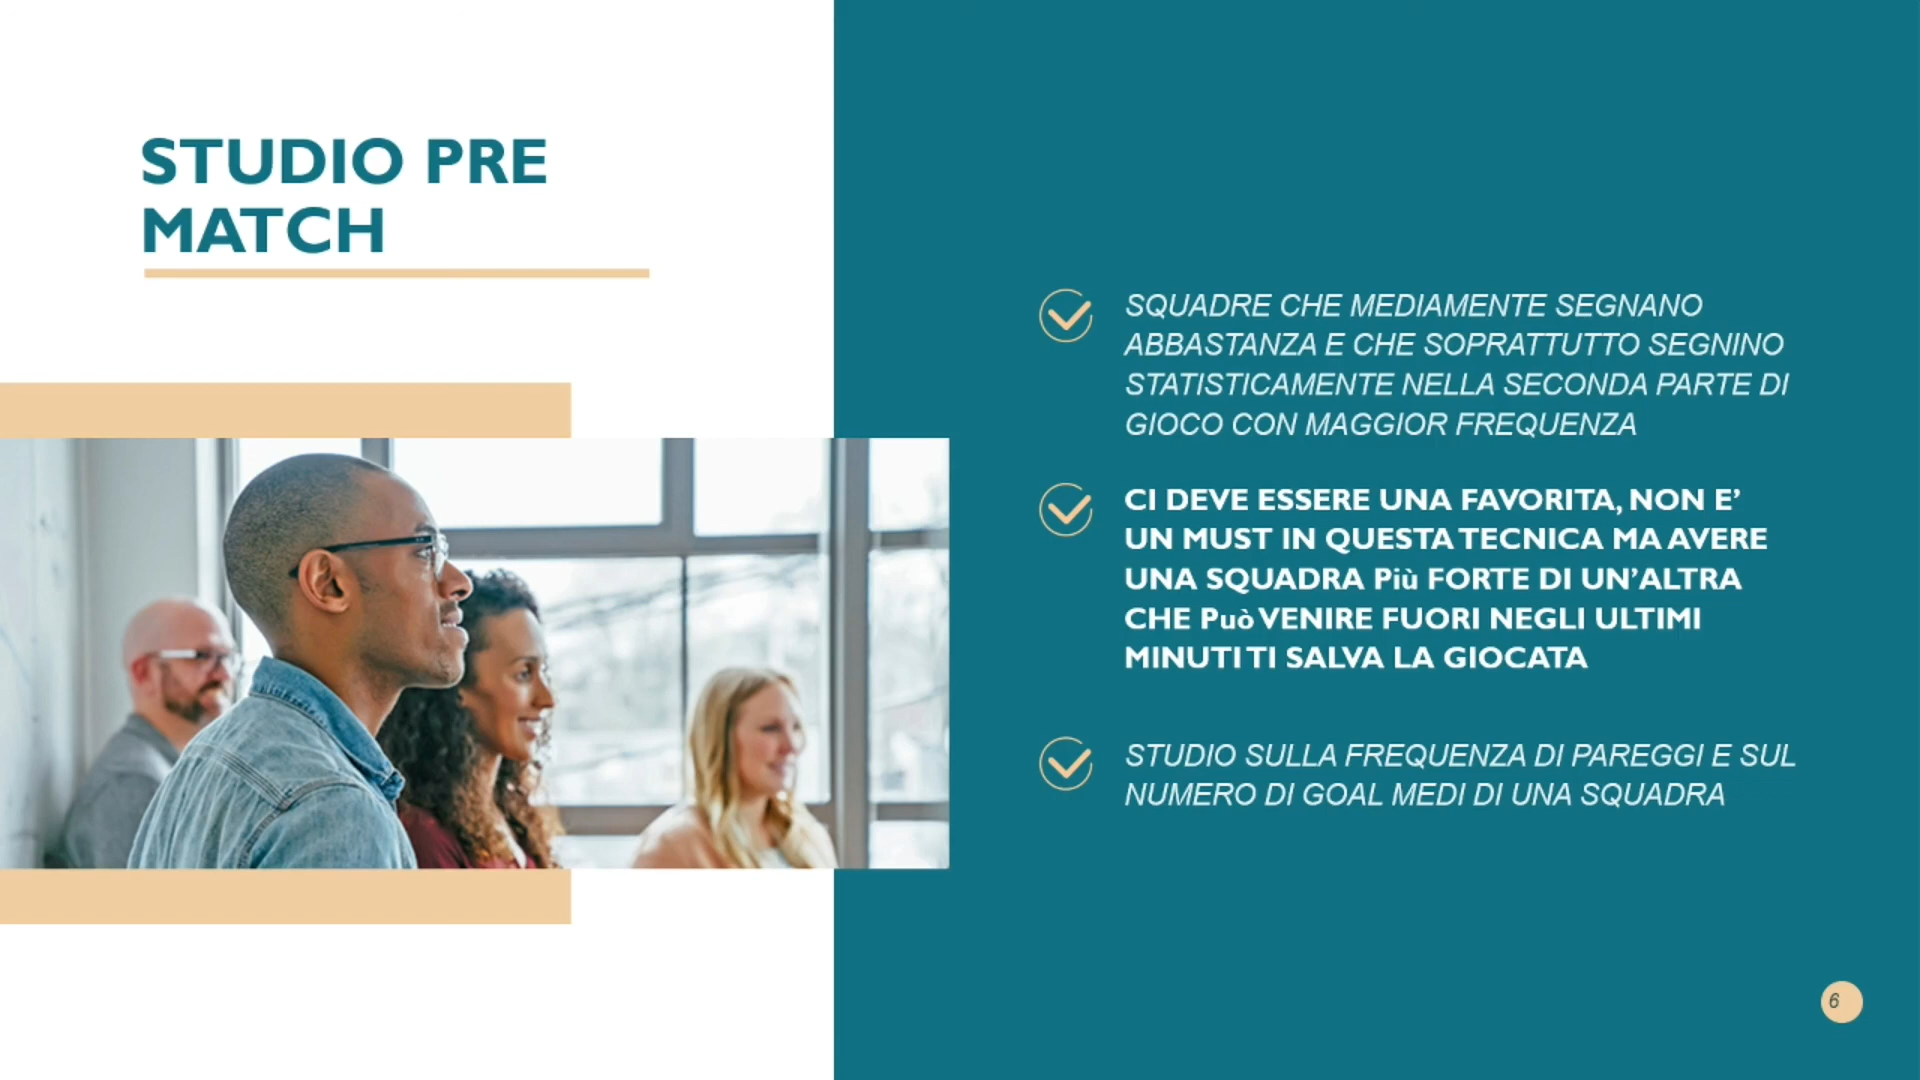 STUDIO PRE
MATCH
SQUADRE CHE MEDIAMENTE SEGNANO
ABBASTANZA E CHE SOPRATTUTTO SEGNINO
STATISTICAMENTE NELLA SECONDA PARTE DI
GIOCO CON MAGGIOR FREQUENZA
CI DEVE ESSERE UNA FAVORITA, NON E’
UN MUST IN QUESTA TECNICA MA AVERE
UNA SQUADRA Più FORTE DI UN’ALTRA
CHE Può VENIRE FUORI NEGLI ULTIMI
MINUTI TI SALVA LA GIOCATA
STUDIO SULLA FREQUENZA DI PAREGGI E SUL
NUMERO DI GOAL MEDI DI UNA SQUADRA
6